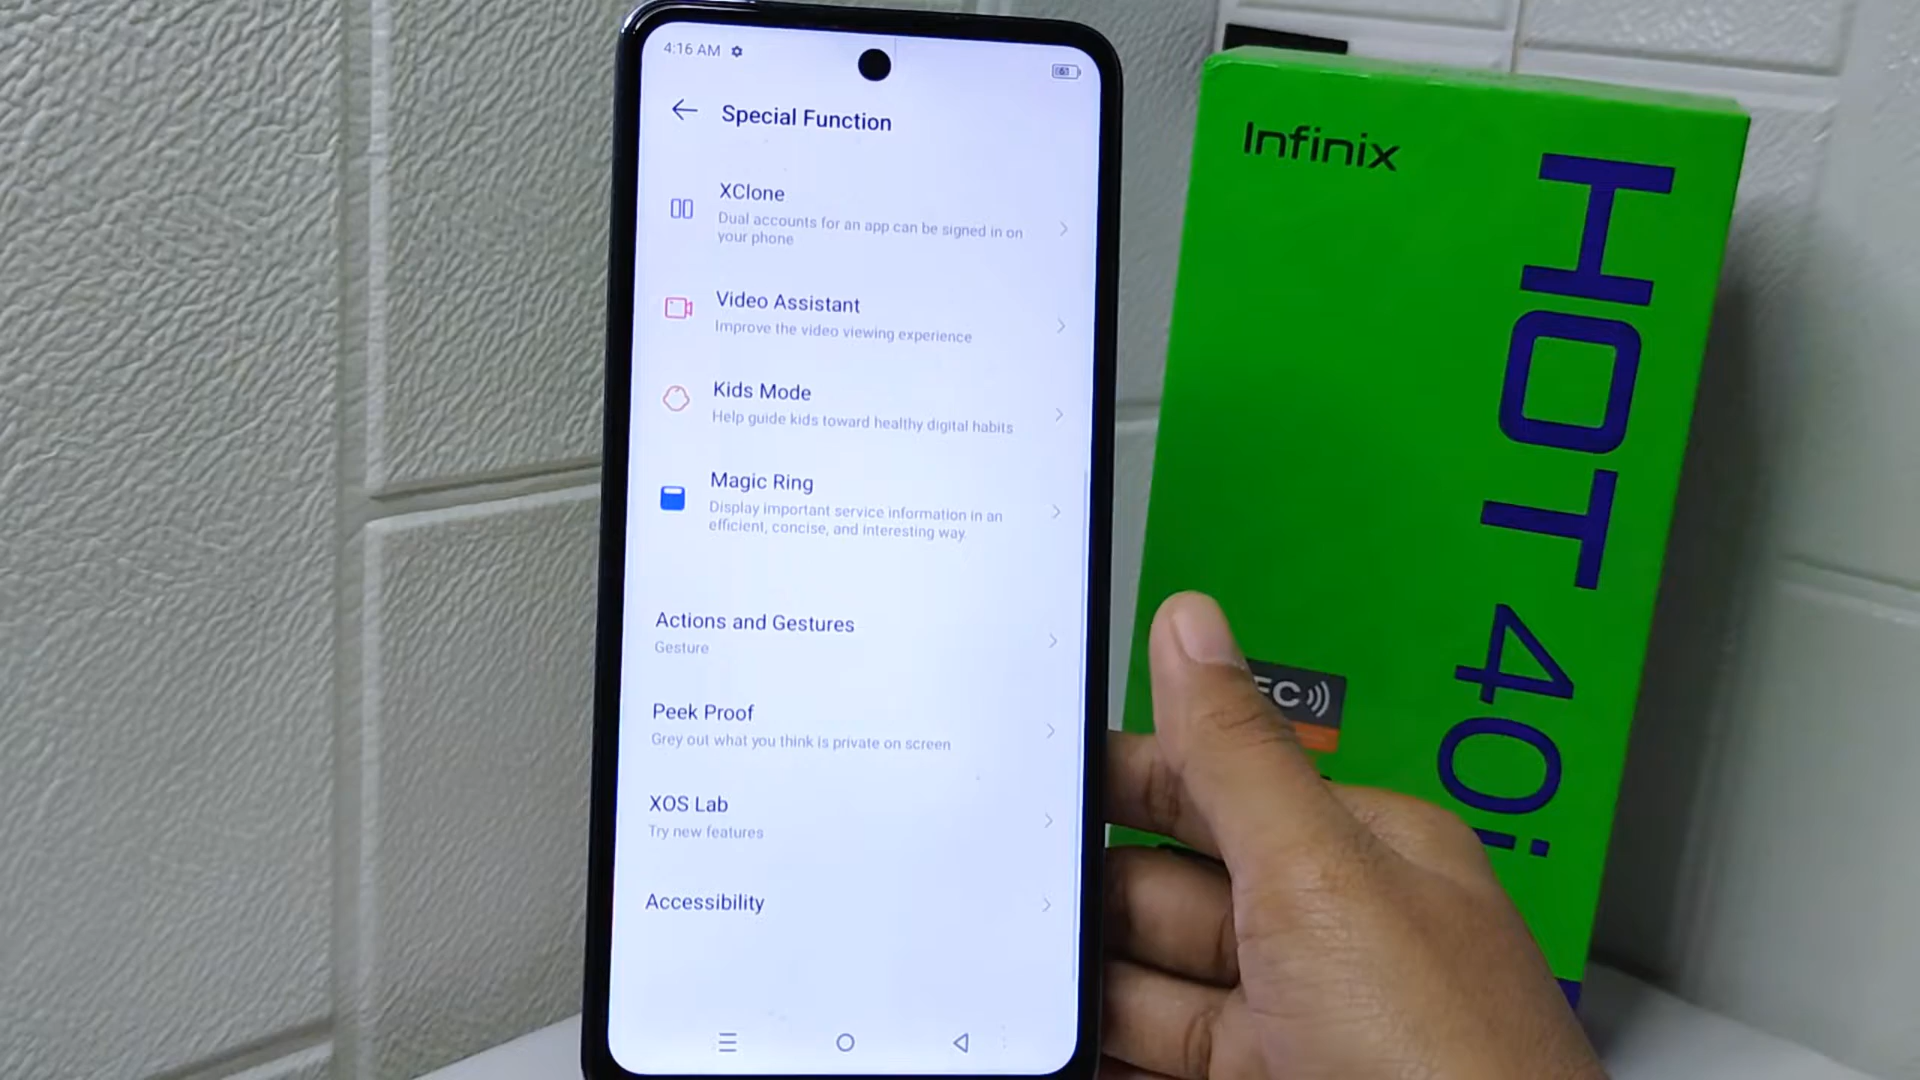 4:16 AM
61
Special Function
XClone
Dual accounts for an app can be signed in on
your phone
Video Assistant
Improve the video viewing experience
Kids Mode
Help guide kids toward healthy digital habits
Magic Ring
Display important service information in an
efficient, concise, and interesting way.
Actions and Gestures
Gesture
Peek Proof
Grey out what you think is private on screen
XOS Lab
Try new features
Accessibility
Infinix
HOT 40i
FC